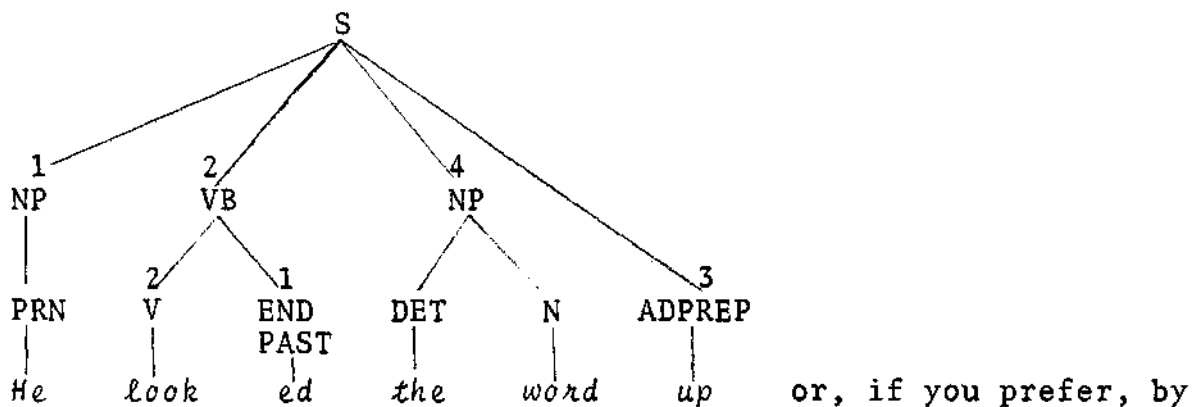 S
1 2 4
NP VB NP
2 1 3
PRN V END DET N ADPREP
PAST
He look ed the word up or, if you prefer, by